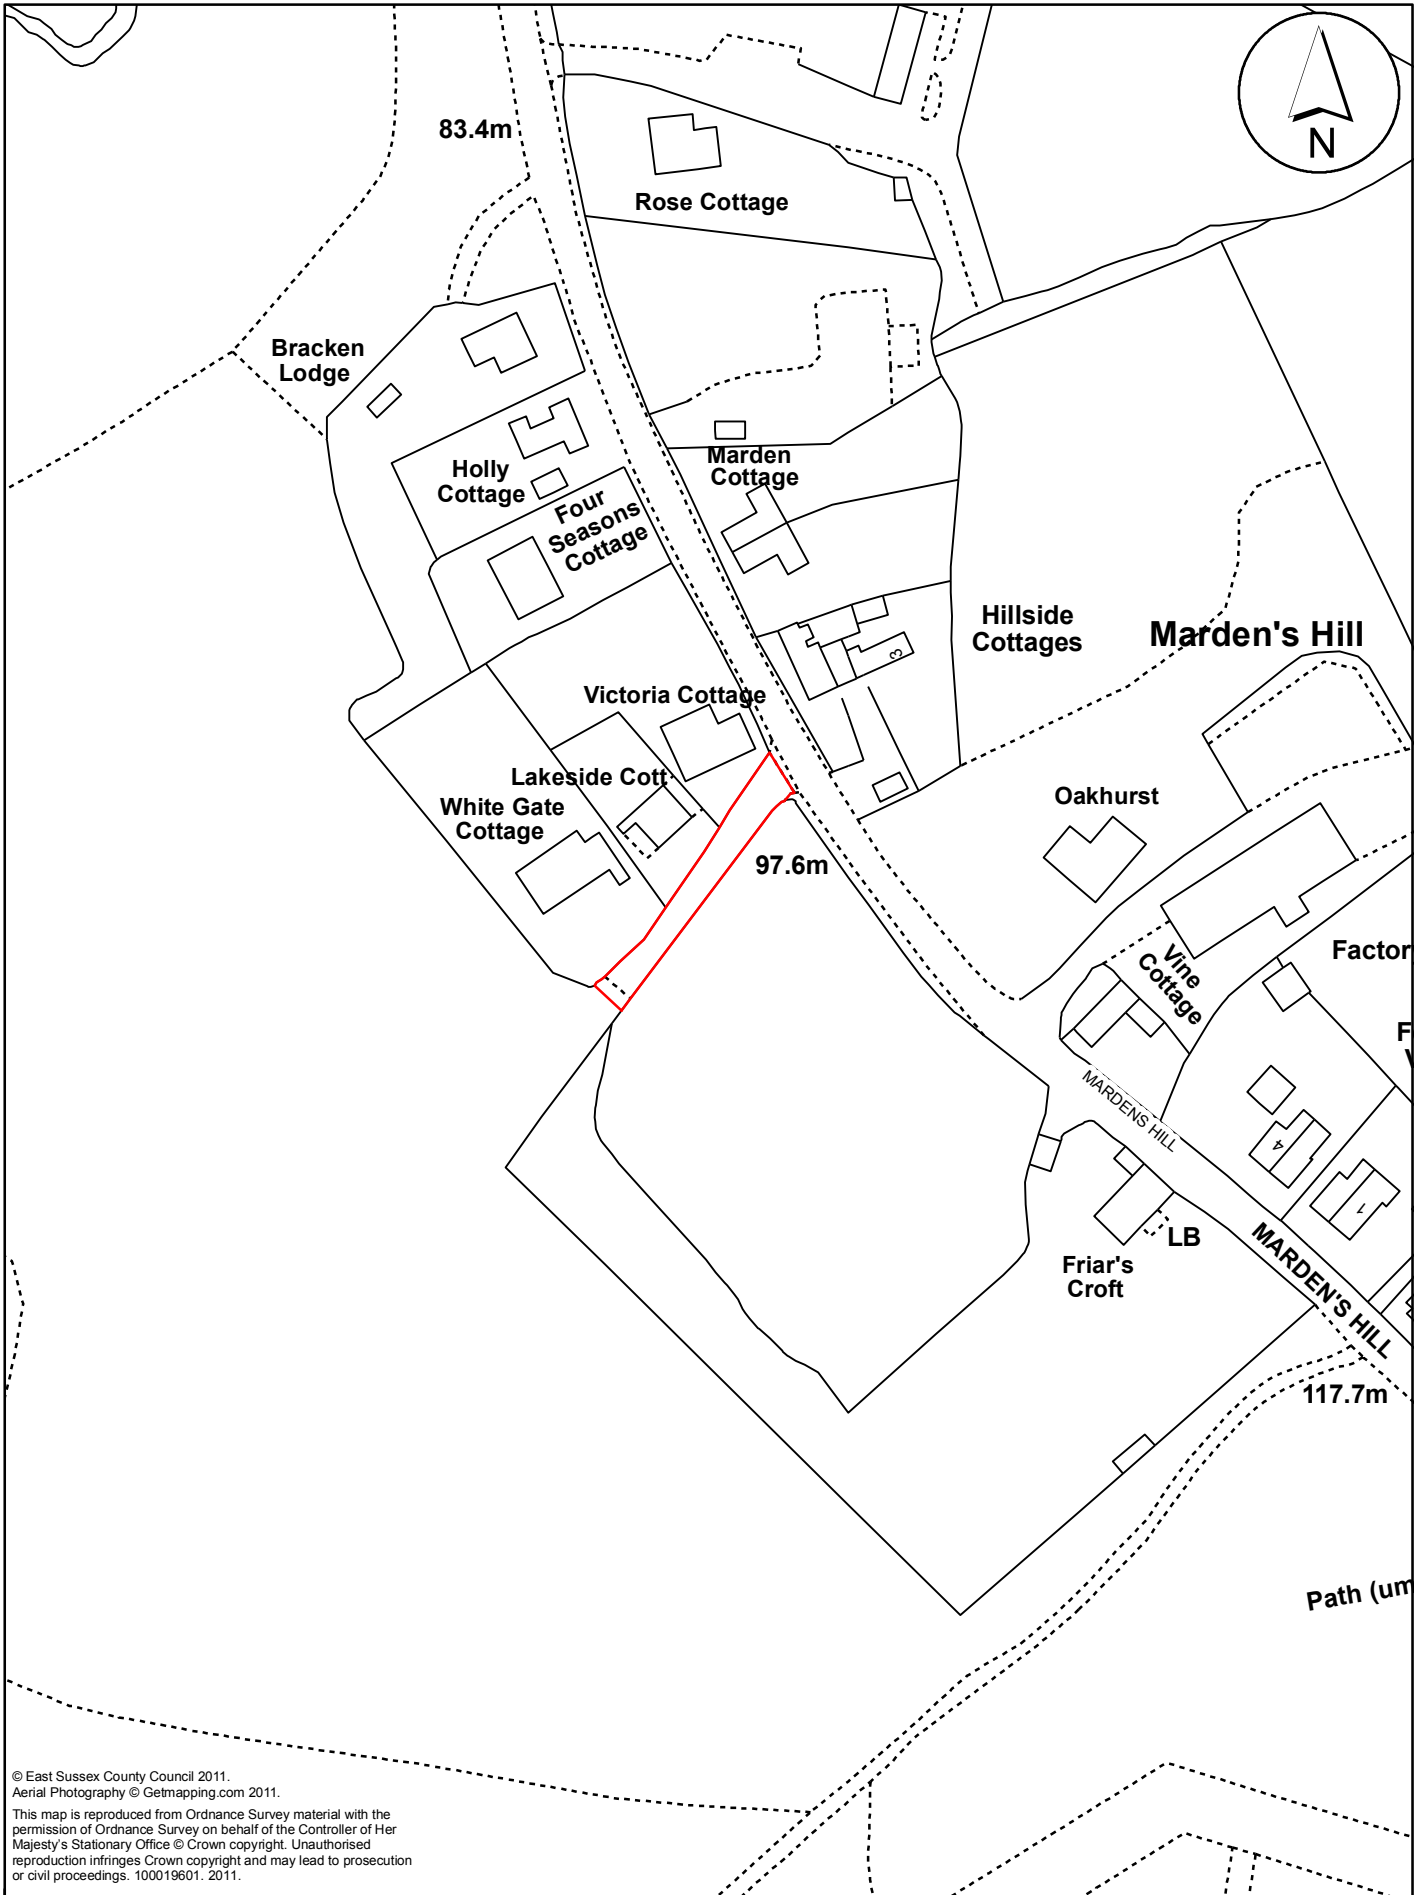 83.4m
N
Rose Cottage
Bracken
Lodge
Holly
Cottage
Four
Seasons
Cottage
Marden
Cottage
Hillside
Cottages
Marden's Hill
3
Victoria Cottage
Lakeside Cott
White Gate
Cottage
97.6m
Oakhurst
Vine
Cottage
Factor
F
MARDENS HILL
4
1
LB
Friar's
Croft
MARDEN'S HILL
117.7m
Path (um
© East Sussex County Council 2011.
Aerial Photography © Getmapping.com 2011.
This map is reproduced from Ordnance Survey material with the
permission of Ordnance Survey on behalf of the Controller of Her
Majesty's Stationary Office © Crown copyright. Unauthorised
reproduction infringes Crown copyright and may lead to prosecution
or civil proceedings. 100019601. 2011.